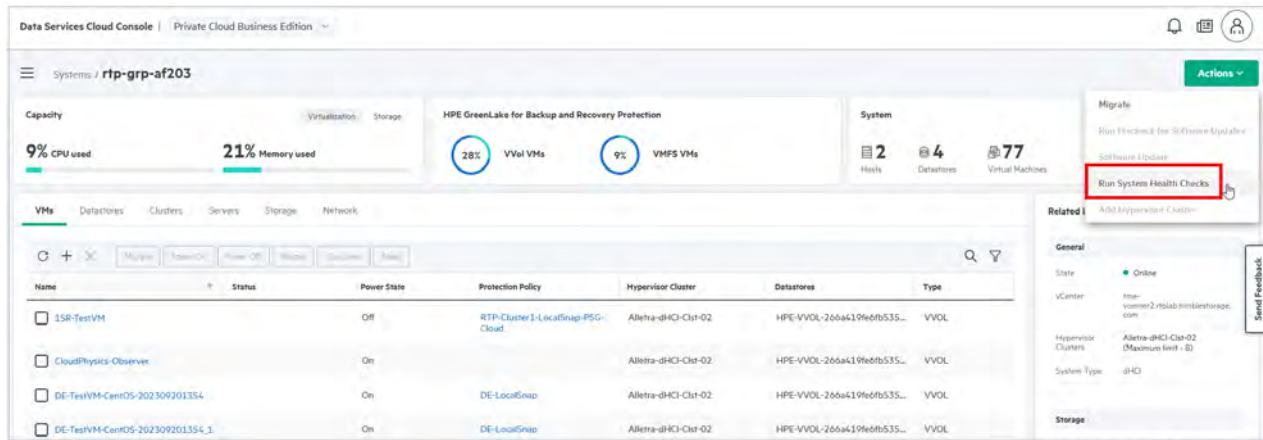 Data Services Cloud Console | Private Cloud Business Edition
Systems / rtp-grp-af203
Actions
Capacity
Virtualization Storage
9% CPU used
21% Memory used
HPE GreenLake for Backup and Recovery Protection
28% VVol VMs
9% VMFS VMs
System
2
Hosts
4
Datastores
77
Virtual Machines
Migrate
Run Precheck for Software Updates
Software Update
Run System Health Checks
Add Hypervisor Cluster
VMs Datastores Clusters Servers Storage Network
Name Status Power State Protection Policy Hypervisor Cluster Datastores Type
1SR-TestVM Off RTP-Cluster1-LocalSnap-PSG-
Cloud Alletra-dHCI-Clst-02 HPE-VVOL-266a419fe6fb535... VVOL
CloudPhysics-Observer On Alletra-dHCI-Clst-02 HPE-VVOL-266a419fe6fb535... VVOL
DE-TestVM-CentOS-202309201354 On DE-LocalSnap Alletra-dHCI-Clst-02 HPE-VVOL-266a419fe6fb535... VVOL
DE-TestVM-CentOS-202309201354_1 On DE-LocalSnap Alletra-dHCI-Clst-02 HPE-VVOL-266a419fe6fb535... VVOL
Related
General
State Online
vCenter
com
Hypervisor
Clusters
Alletra-dHCI-Clst-02
(Maximum limit - 8)
System Type dHCI
Storage
Send Feedback